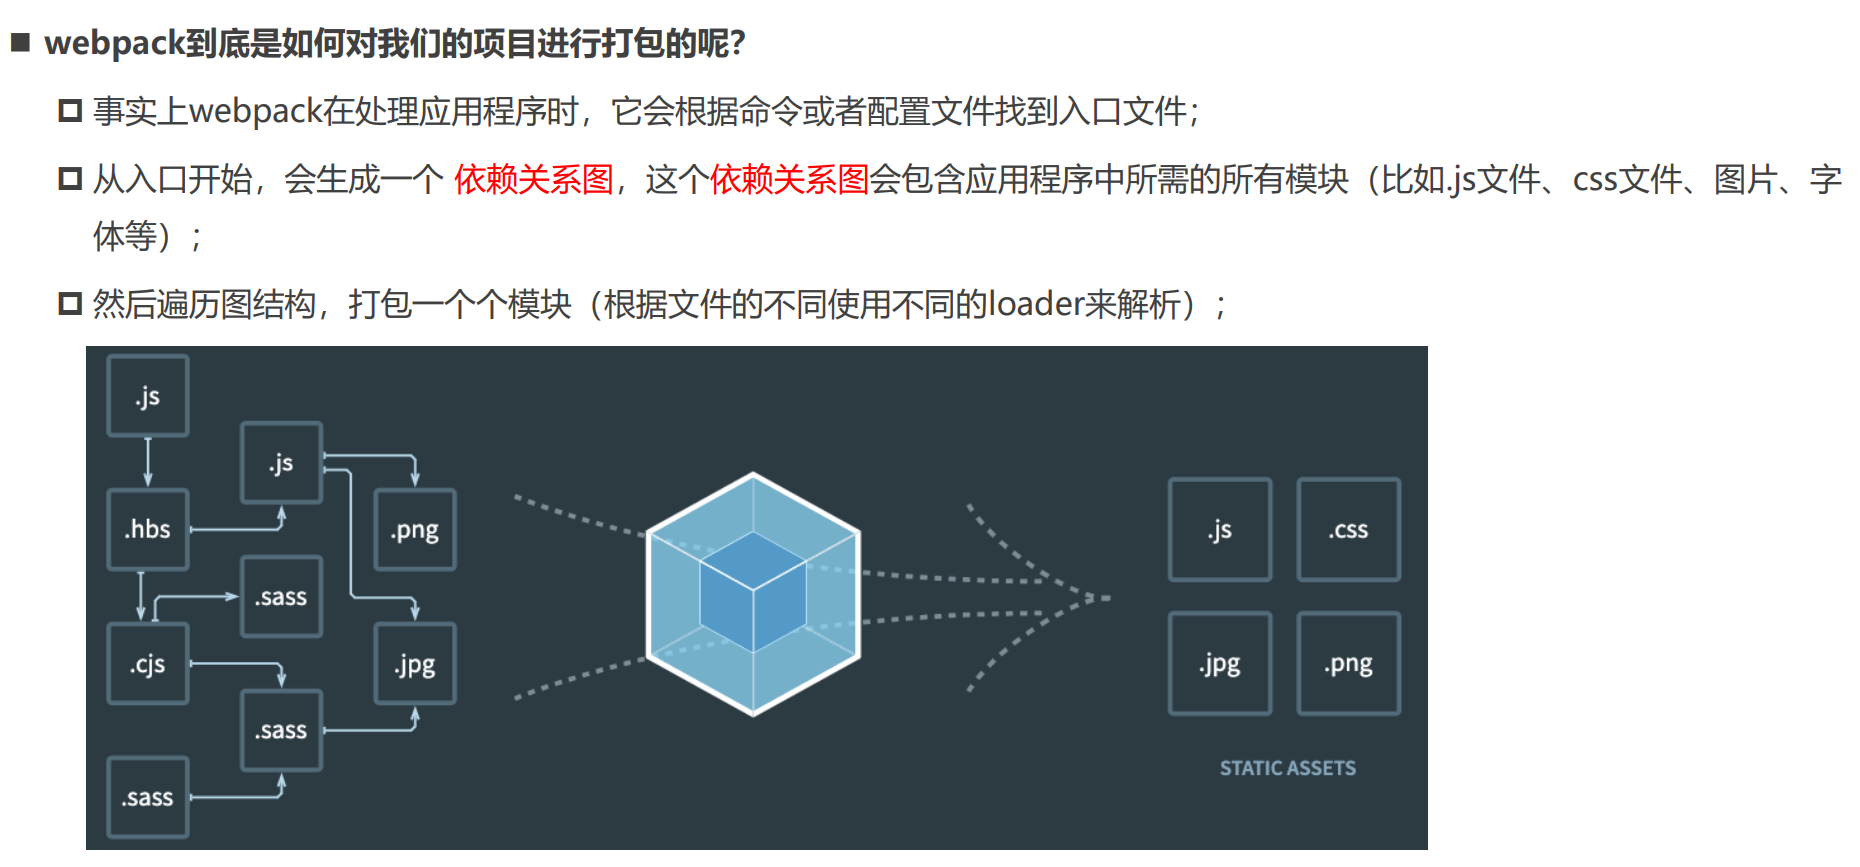 webpack到底是如何对我们的项目进行打包的呢？
事实上webpack在处理应用程序时，它会根据命令或者配置文件找到入口文件；
从入口开始，会生成一个 依赖关系图，这个依赖关系图会包含应用程序中所需的所有模块（比如.js文件、css文件、图片、字
体等）；
然后遍历图结构，打包一个个模块（根据文件的不同使用不同的loader来解析）；
.js
.js
.hbs
.png
.sass
.cjs
.jpg
.sass
.sass
.js
.css
.jpg
.png
STATIC ASSETS